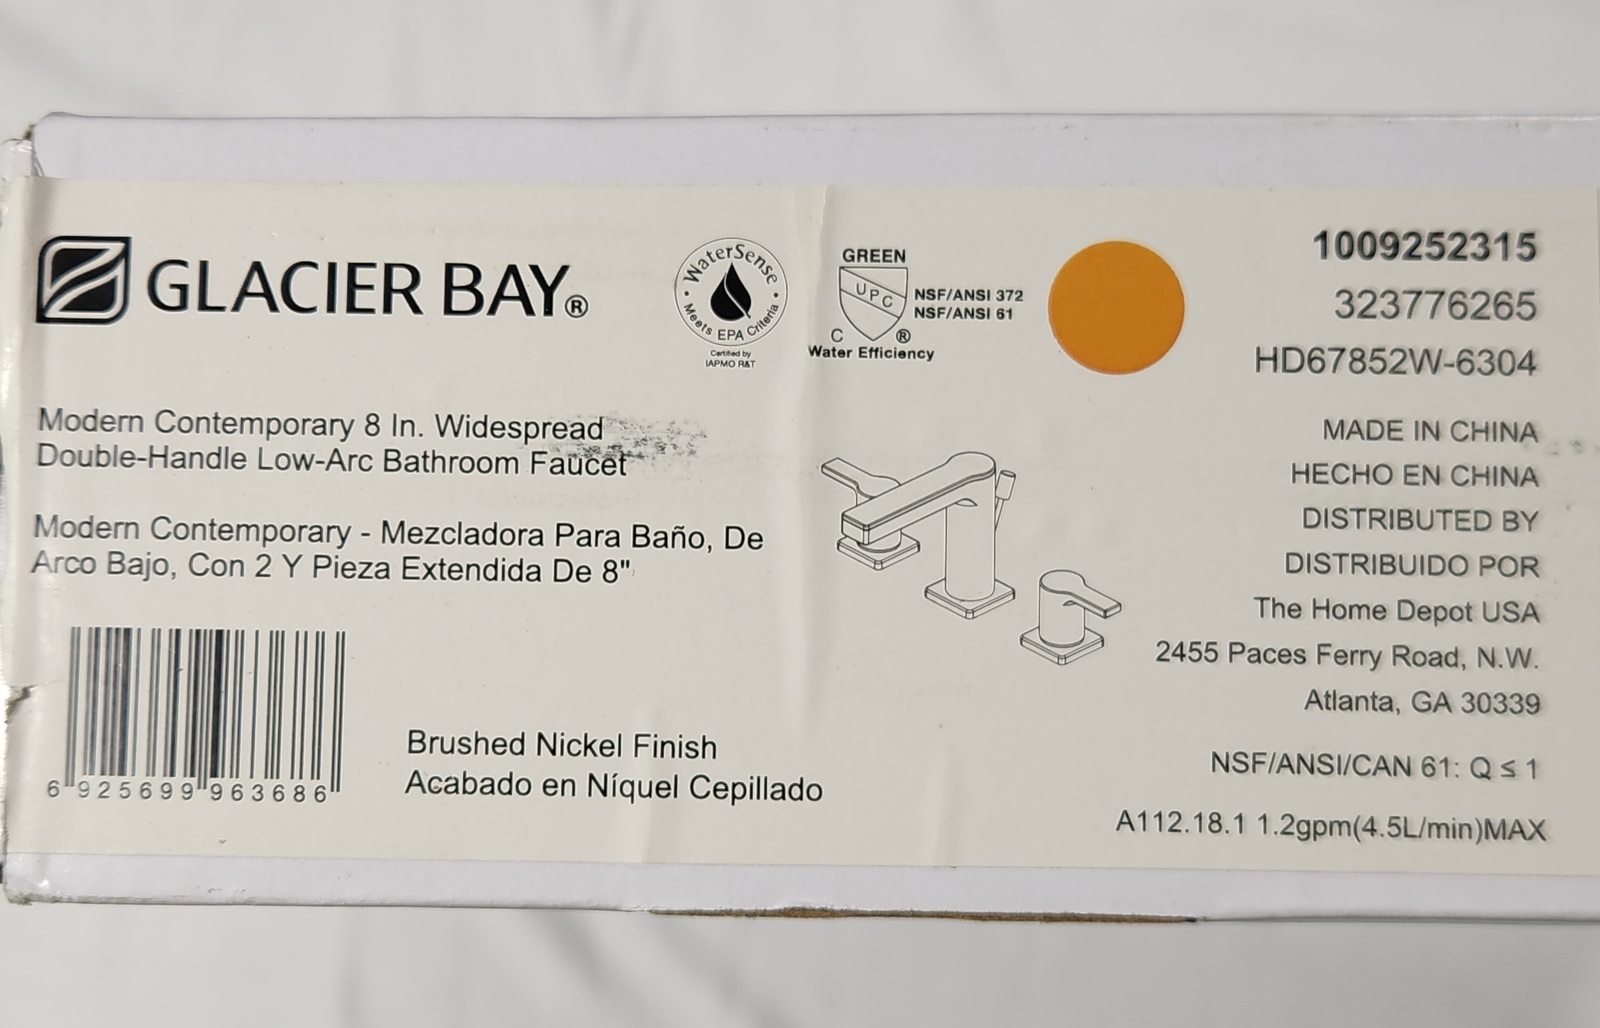 GLACIER BAY®
WaterSense
Meets EPA Criteria
Certified by
IAPMO R&T
GREEN
UPC
NSF/ANSI 372
NSF/ANSI 61
C ®
Water Efficiency
1009252315
323776265
HD67852W-6304
Modern Contemporary 8 In. Widespread
Double-Handle Low-Arc Bathroom Faucet
Modern Contemporary - Mezcladora Para Baño, De
Arco Bajo, Con 2 Y Pieza Extendida De 8"
MADE IN CHINA
HECHO EN CHINA
DISTRIBUTED BY
DISTRIBUIDO POR
The Home Depot USA
2455 Paces Ferry Road, N.W.
Atlanta, GA 30339
NSF/ANSI/CAN 61: Q ≤ 1
A112.18.1 1.2gpm(4.5L/min)MAX
Brushed Nickel Finish
Acabado en Níquel Cepillado
6 925699 963686